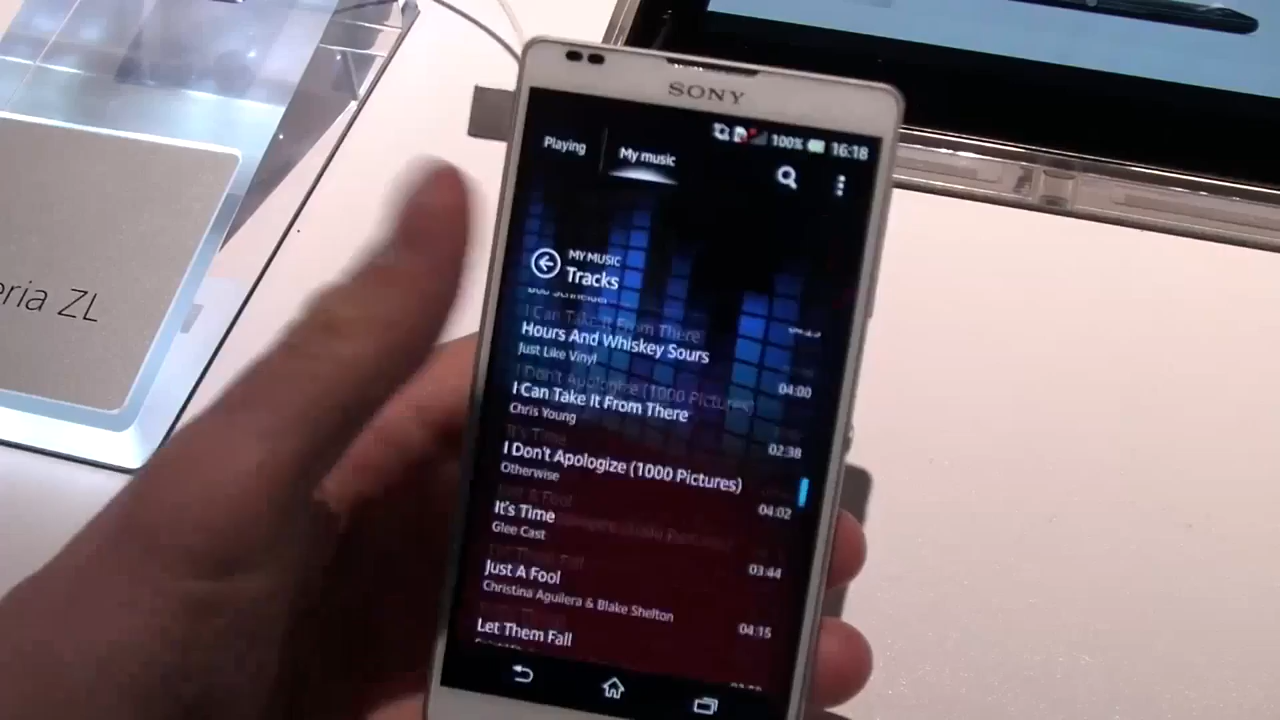 SONY
100% 16:18
Playing My music
MY MUSIC
Tracks
Bob Schneider
Hours And Whiskey Sours
Just Like Vinyl
04:00
I Can Take It From There
Chris Young
02:38
I Don't Apologize (1000 Pictures)
Otherwise
04:02
It's Time
Glee Cast
03:44
Just A Fool
Christina Aguilera & Blake Shelton
04:15
Let Them Fall
eria ZL